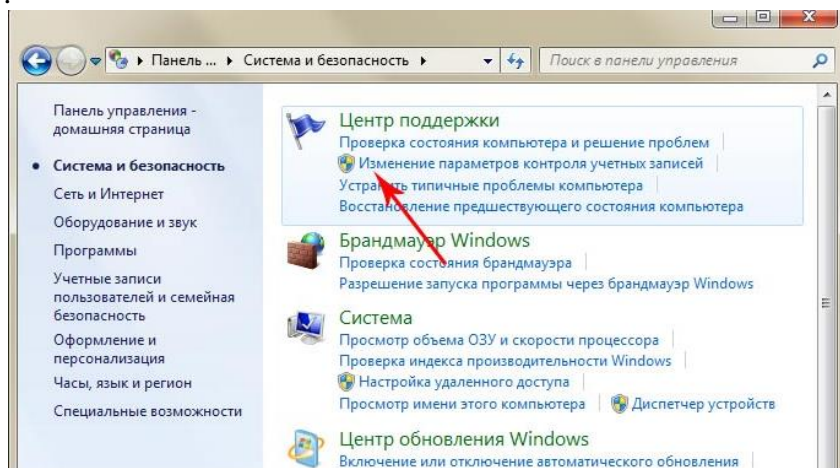 Панель ... Система и безопасность
Поиск в панели управления
Панель управления -
домашняя страница
Система и безопасность
Сеть и Интернет
Оборудование и звук
Программы
Учетные записи
пользователей и семейная
безопасность
Оформление и
персонализация
Часы, язык и регион
Специальные возможности
Центр поддержки
Проверка состояния компьютера и решение проблем
Изменение параметров контроля учетных записей
Устранить типичные проблемы компьютера
Восстановление предшествующего состояния компьютера
Брандмауэр Windows
Проверка состояния брандмауэра
Разрешение запуска программы через брандмауэр Windows
Система
Просмотр объема ОЗУ и скорости процессора
Проверка индекса производительности Windows
Настройка удаленного доступа
Просмотр имени этого компьютера Диспетчер устройств
Центр обновления Windows
Включение или отключение автоматического обновления